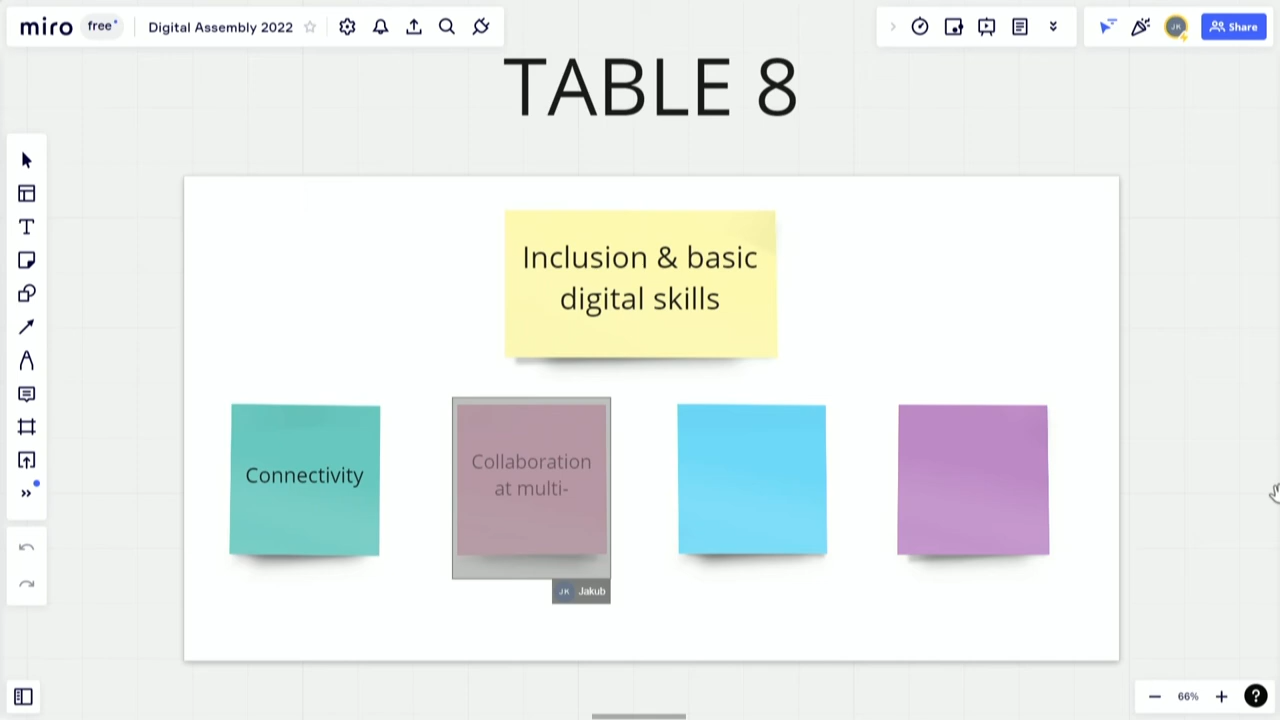 miro free Digital Assembly 2022
JK Share
TABLE 8
Inclusion & basic
digital skills
Connectivity
Collaboration
at multi-
JK Jakub
66%
?